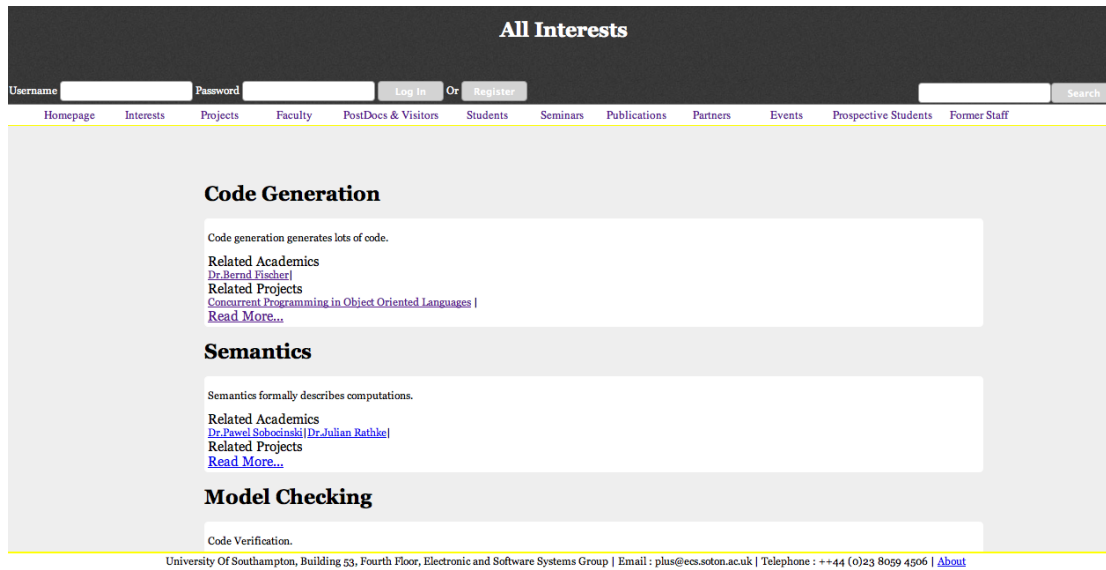 All Interests
Username Password Log In Or Register Search
Homepage Interests Projects Faculty PostDocs & Visitors Students Seminars Publications Partners Events Prospective Students Former Staff
Code Generation
Code generation generates lots of code.
Related Academics
Dr.Bernd Fischer|
Related Projects
Concurrent Programming in Object Oriented Languages |
Read More...
Semantics
Semantics formally describes computations.
Related Academics
Dr.Pawel Sobocinski|Dr.Julian Rathke|
Related Projects
Read More...
Model Checking
Code Verification.
University Of Southampton, Building 53, Fourth Floor, Electronic and Software Systems Group | Email : plus@ecs.soton.ac.uk | Telephone : ++44 (0)23 8059 4506 | About